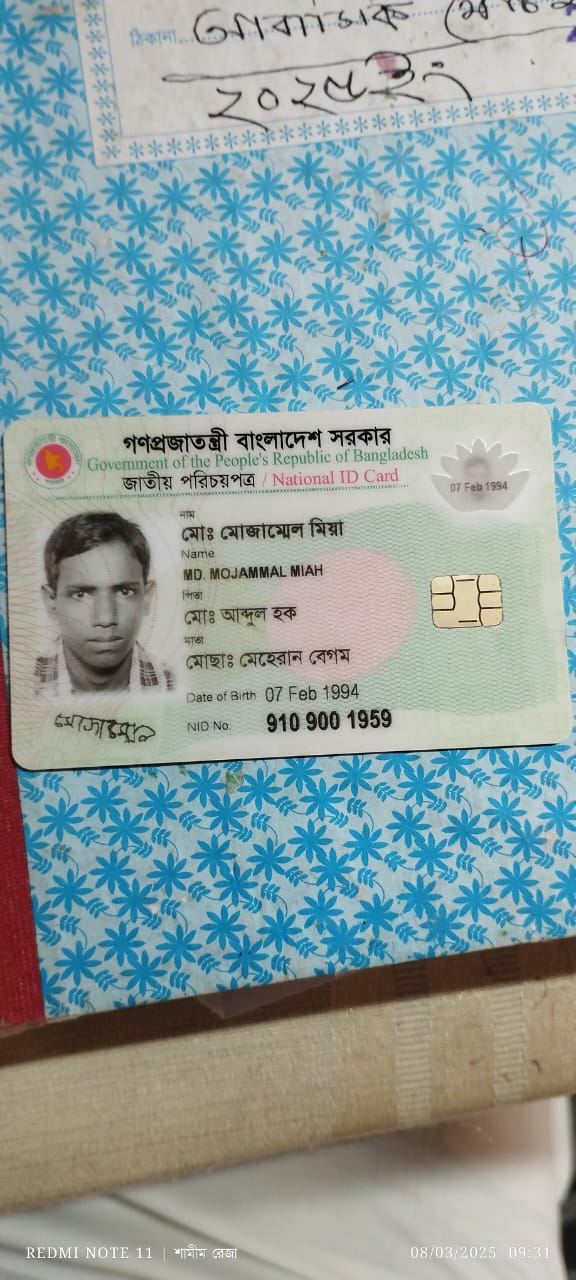 ঠিকানা
২০২৫ইং
গণপ্রজাতন্ত্রী বাংলাদেশ সরকার
Government of the People's Republic of Bangladesh
জাতীয় পরিচয়পত্র / National ID Card
07 Feb 1994
নাম
মোঃ মোজাম্মেল মিয়া
Name
MD. MOJAMMAL MIAH
পিতা
মোঃ আব্দুল হক
মাতা
মোছাঃ মেহেরান বেগম
Date of Birth 07 Feb 1994
NID No. 910 900 1959
REDMI NOTE 11 | শামীম রেজা
08/03/2025 09:31